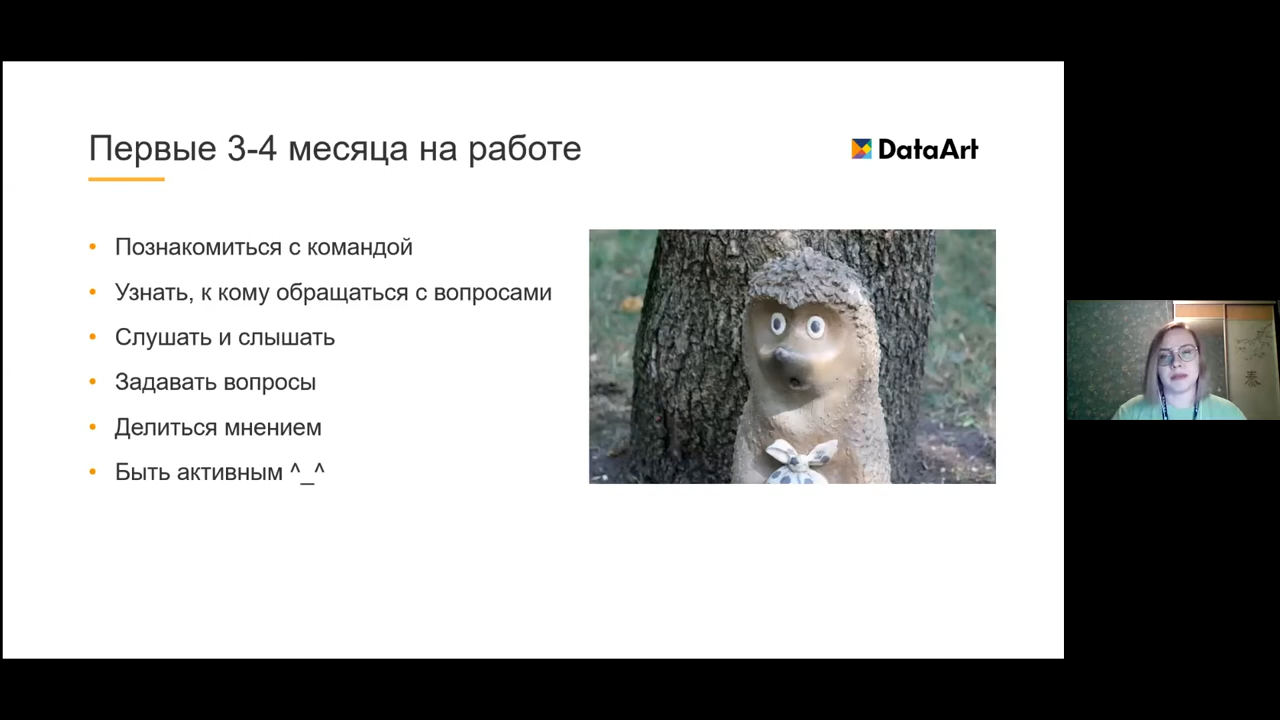 Первые 3-4 месяца на работе
DataArt
Познакомиться с командой
Узнать, к кому обращаться с вопросами
Слушать и слышать
Задавать вопросы
Делиться мнением
Быть активным ^_^
春